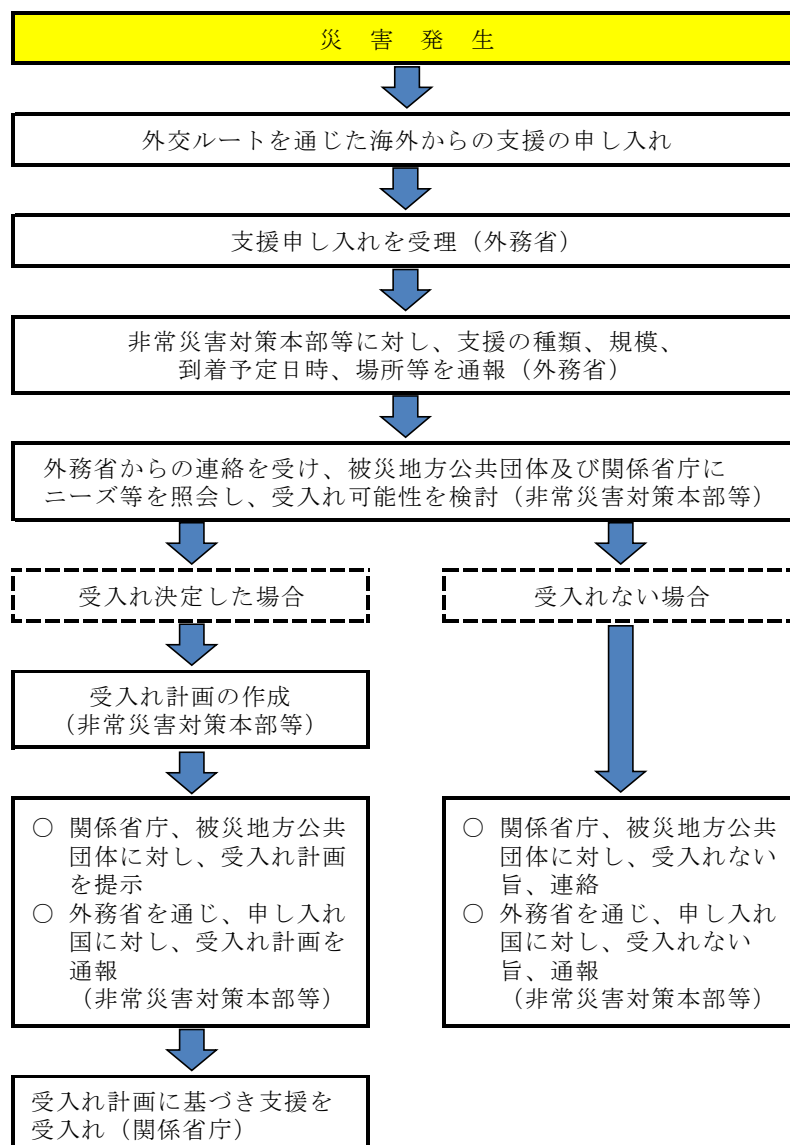 災害発生
外交ルートを通じた海外からの支援の申し入れ
支援申し入れを受理（外務省）
非常災害対策本部等に対し、支援の種類、規模、
到着予定日時、場所等を通報（外務省）
外務省からの連絡を受け、被災地方公共団体及び関係省庁に
ニーズ等を照会し、受入れ可能性を検討（非常災害対策本部等）
受入れ決定した場合
受入れない場合
受入れ計画の作成
（非常災害対策本部等）
○ 関係省庁、被災地方公共
団体に対し、受入れ計画
を提示
○ 外務省を通じ、申し入れ
国に対し、受入れ計画を
通報
（非常災害対策本部等）
○ 関係省庁、被災地方公共
団体に対し、受入れない
旨、連絡
○ 外務省を通じ、申し入れ
国に対し、受入れない
旨、通報
（非常災害対策本部等）
受入れ計画に基づき支援を
受入れ（関係省庁）